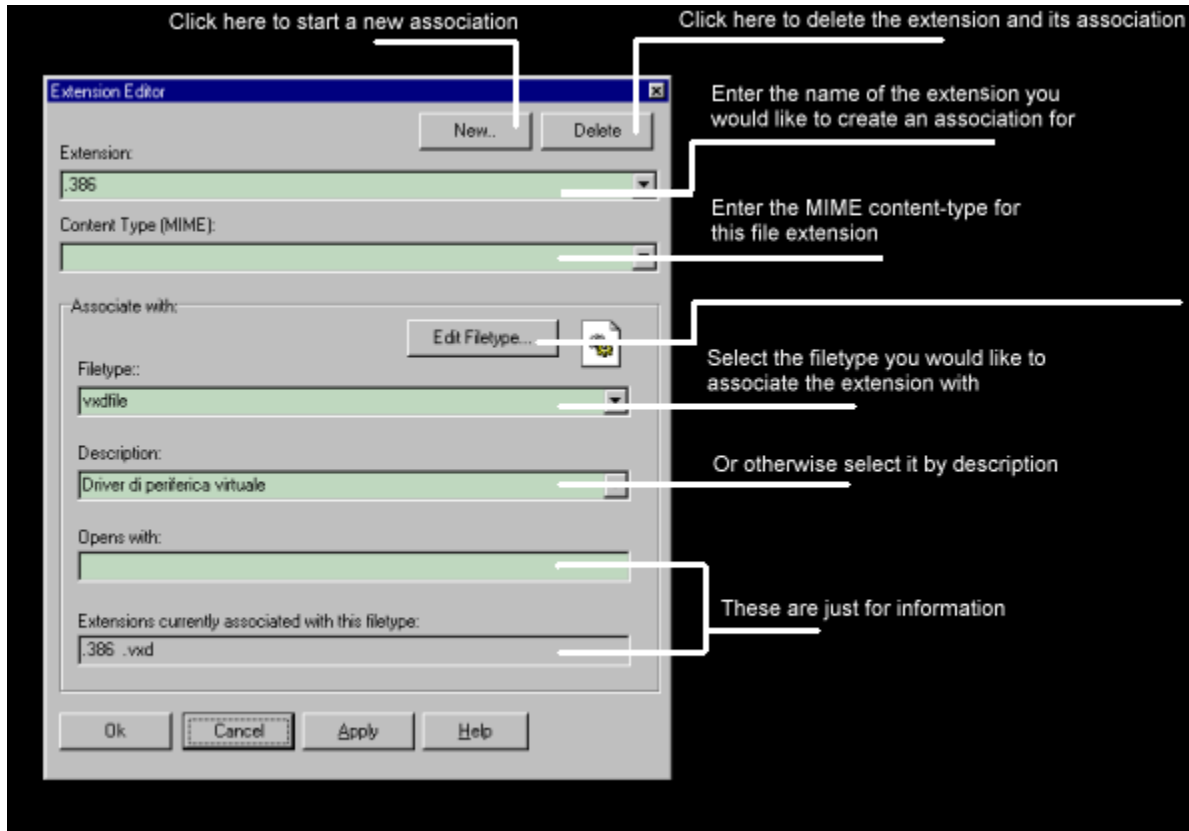 Click here to start a new association
Click here to delete the extension and its association
Extension Editor
Enter the name of the extension you
would like to create an association for
New..
Delete
Extension:
.386
Enter the MIME content-type for
this file extension
Content Type (MIME):
Associate with:
Edit Filetype...
Select the filetype you would like to
associate the extension with
Filetype::
vxdfile
Description:
Or otherwise select it by description
Driver di periferica virtuale
Opens with:
These are just for information
Extensions currently associated with this filetype:
.386 .vxd
Ok
Cancel
Apply
Help